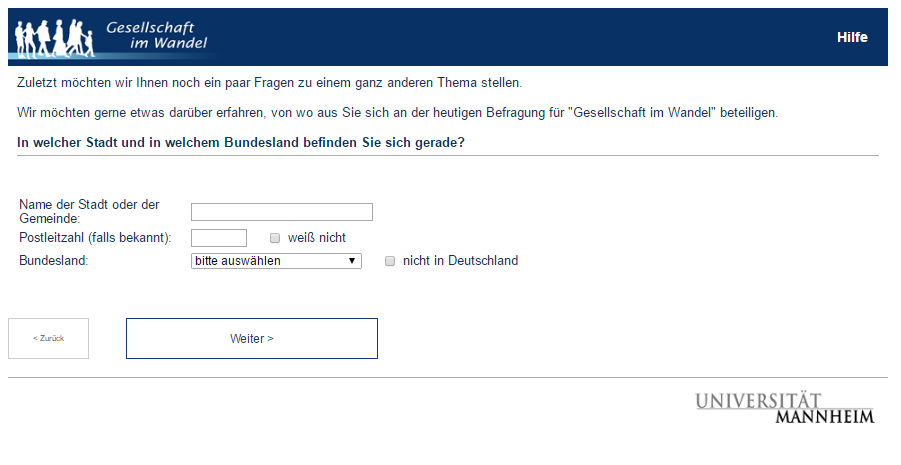 Gesellschaft
im Wandel
Hilfe
Zuletzt möchten wir Ihnen noch ein paar Fragen zu einem ganz anderen Thema stellen.
Wir möchten gerne etwas darüber erfahren, von wo aus Sie sich an der heutigen Befragung für "Gesellschaft im Wandel" beteiligen.
In welcher Stadt und in welchem Bundesland befinden Sie sich gerade?
Name der Stadt oder der
Gemeinde:
Postleitzahl (falls bekannt): weiß nicht
Bundesland: bitte auswählen nicht in Deutschland
< Zurück Weiter >
UNIVERSITÄT
MANNHEIM